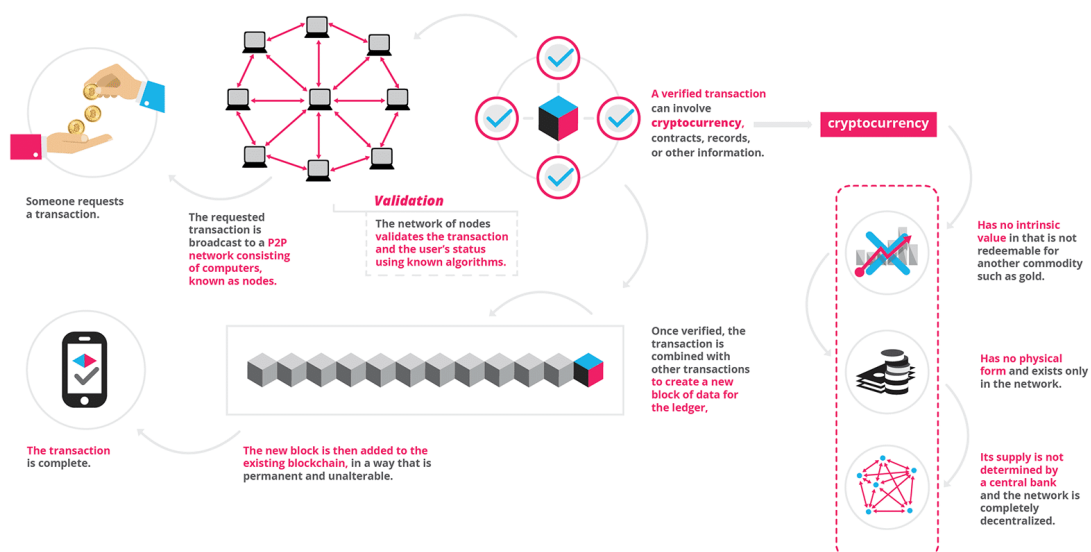 Someone requests
a transaction.
The requested
transaction is
broadcast to a P2P
network consisting
of computers,
known as nodes.
Validation
The network of nodes
validates the transaction
and the user's status
using known algorithms.
A verified transaction
can involve
cryptocurrency,
contracts, records,
or other information.
cryptocurrency
Has no intrinsic
value in that is not
redeemable for
another commodity
such as gold.
Has no physical
form and exists only
in the network.
Its supply is not
determined by
a central bank
and the network is
completely
decentralized.
Once verified, the
transaction is
combined with
other transactions
to create a new
block of data for
the ledger,
The new block is then added to the
existing blockchain, in a way that is
permanent and unalterable.
The transaction
is complete.